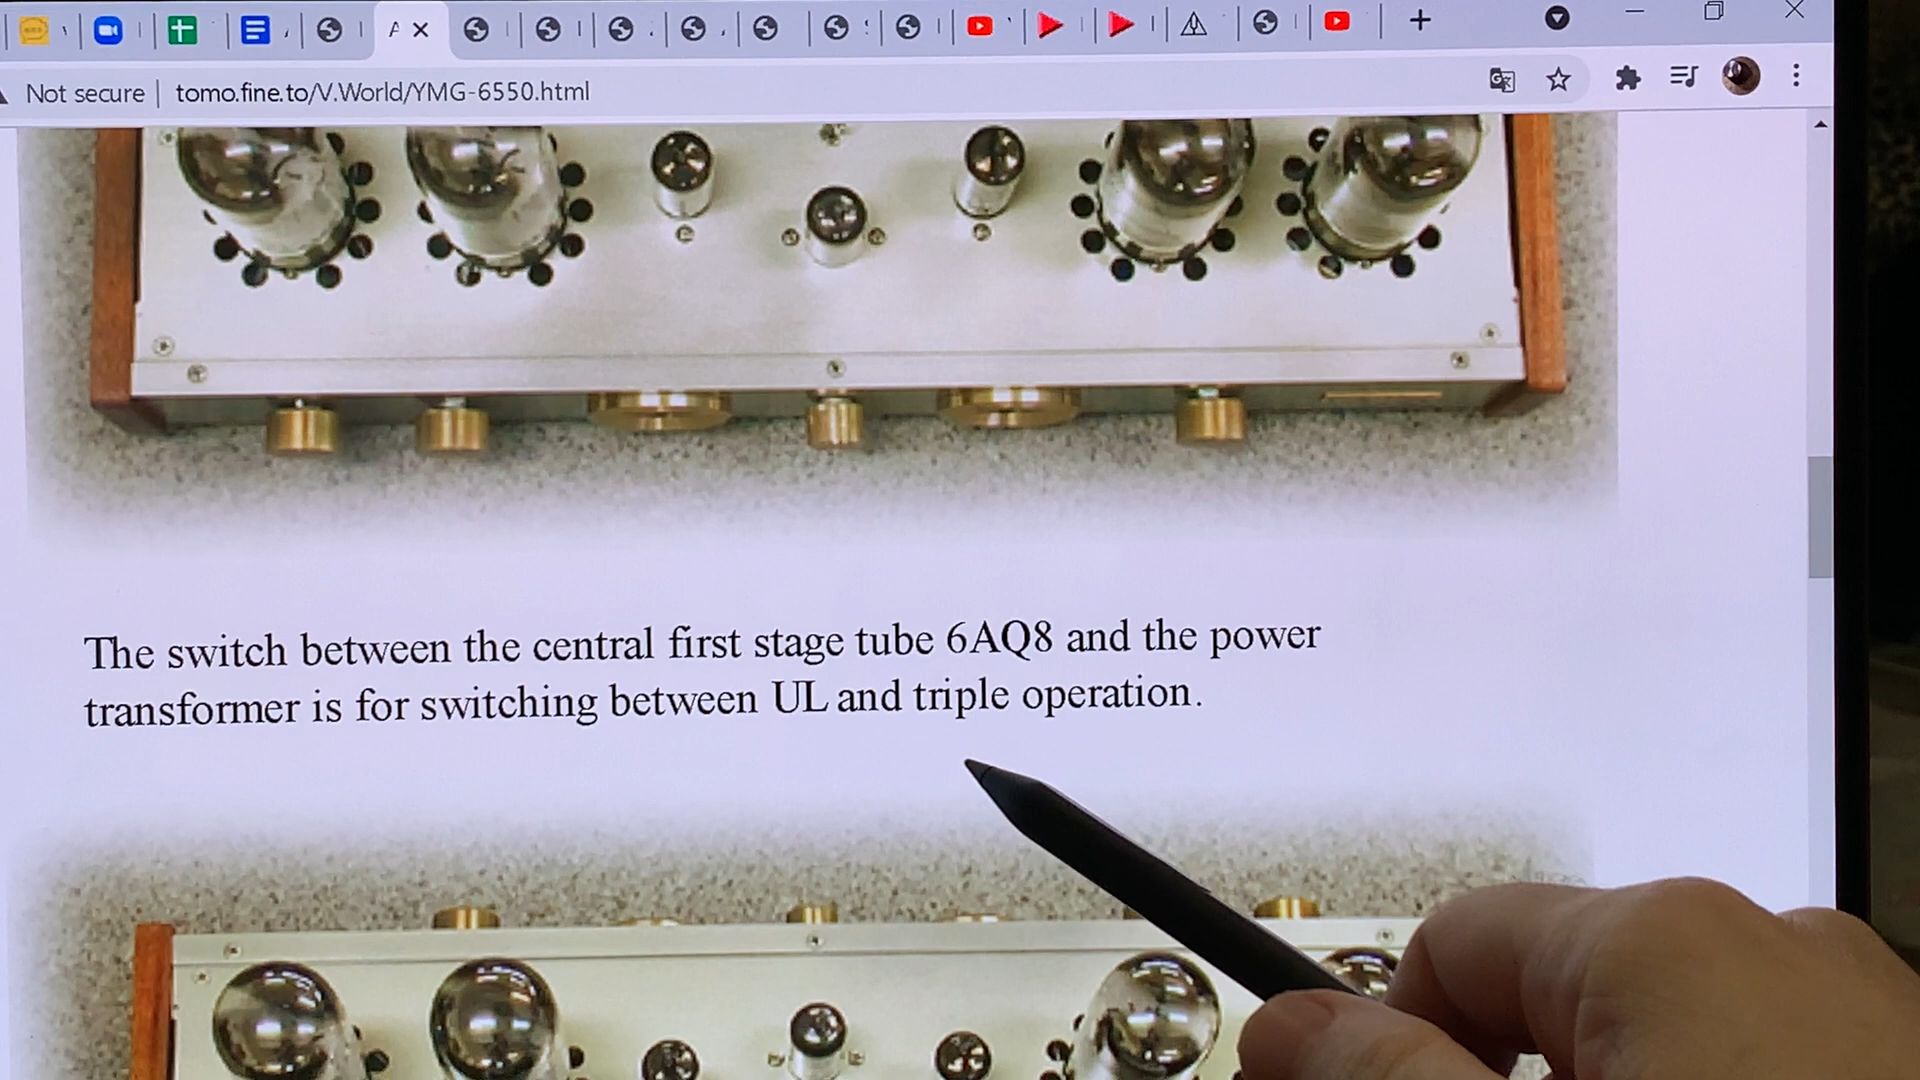 Not secure | tomo.fine.to/V.World/YMG-6550.html
The switch between the central first stage tube 6AQ8 and the power
transformer is for switching between UL and triple operation.